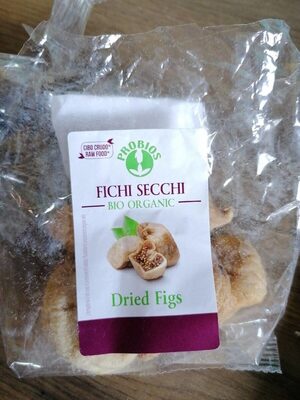 CIBO CRUDO*
RAW FOOD*
PROBIOS
FICHI SECCHI
BIO ORGANIC
Dried Figs